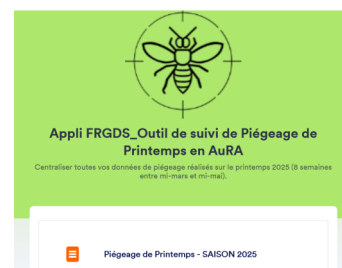 Appli FRGDS_Outil de suivi de Piégeage de
Printemps en AuRA
Centraliser toutes vos données de piégeage réalisés sur le printemps 2025 (8 semaines
entre mi-mars et mi-mai).
Piégeage de Printemps - SAISON 2025